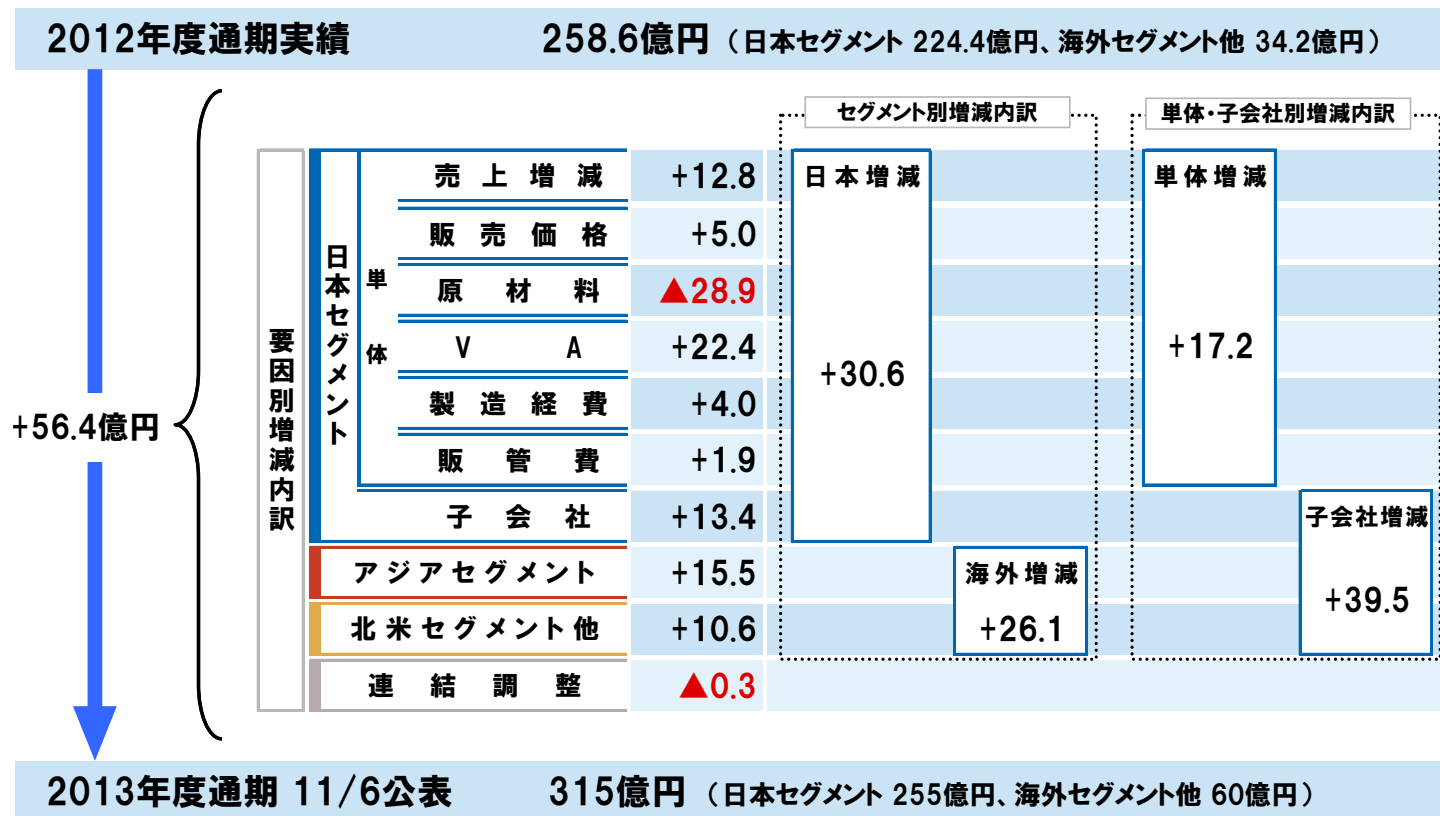 2012年度通期実績 258.6億円（日本セグメント 224.4億円、海外セグメント他 34.2億円）
セグメント別増減内訳 単体・子会社別増減内訳
+56.4億円
要因別増減内訳
日本セグメント
単体
売上増減 +12.8
販売価格 +5.0
原材料 ▲28.9
VA +22.4
製造経費 +4.0
販管費 +1.9
子会社 +13.4
アジアセグメント +15.5
北米セグメント他 +10.6
連結調整 ▲0.3
日本増減
+30.6
海外増減
+26.1
単体増減
+17.2
子会社増減
+39.5
2013年度通期 11/6公表 315億円（日本セグメント 255億円、海外セグメント他 60億円）